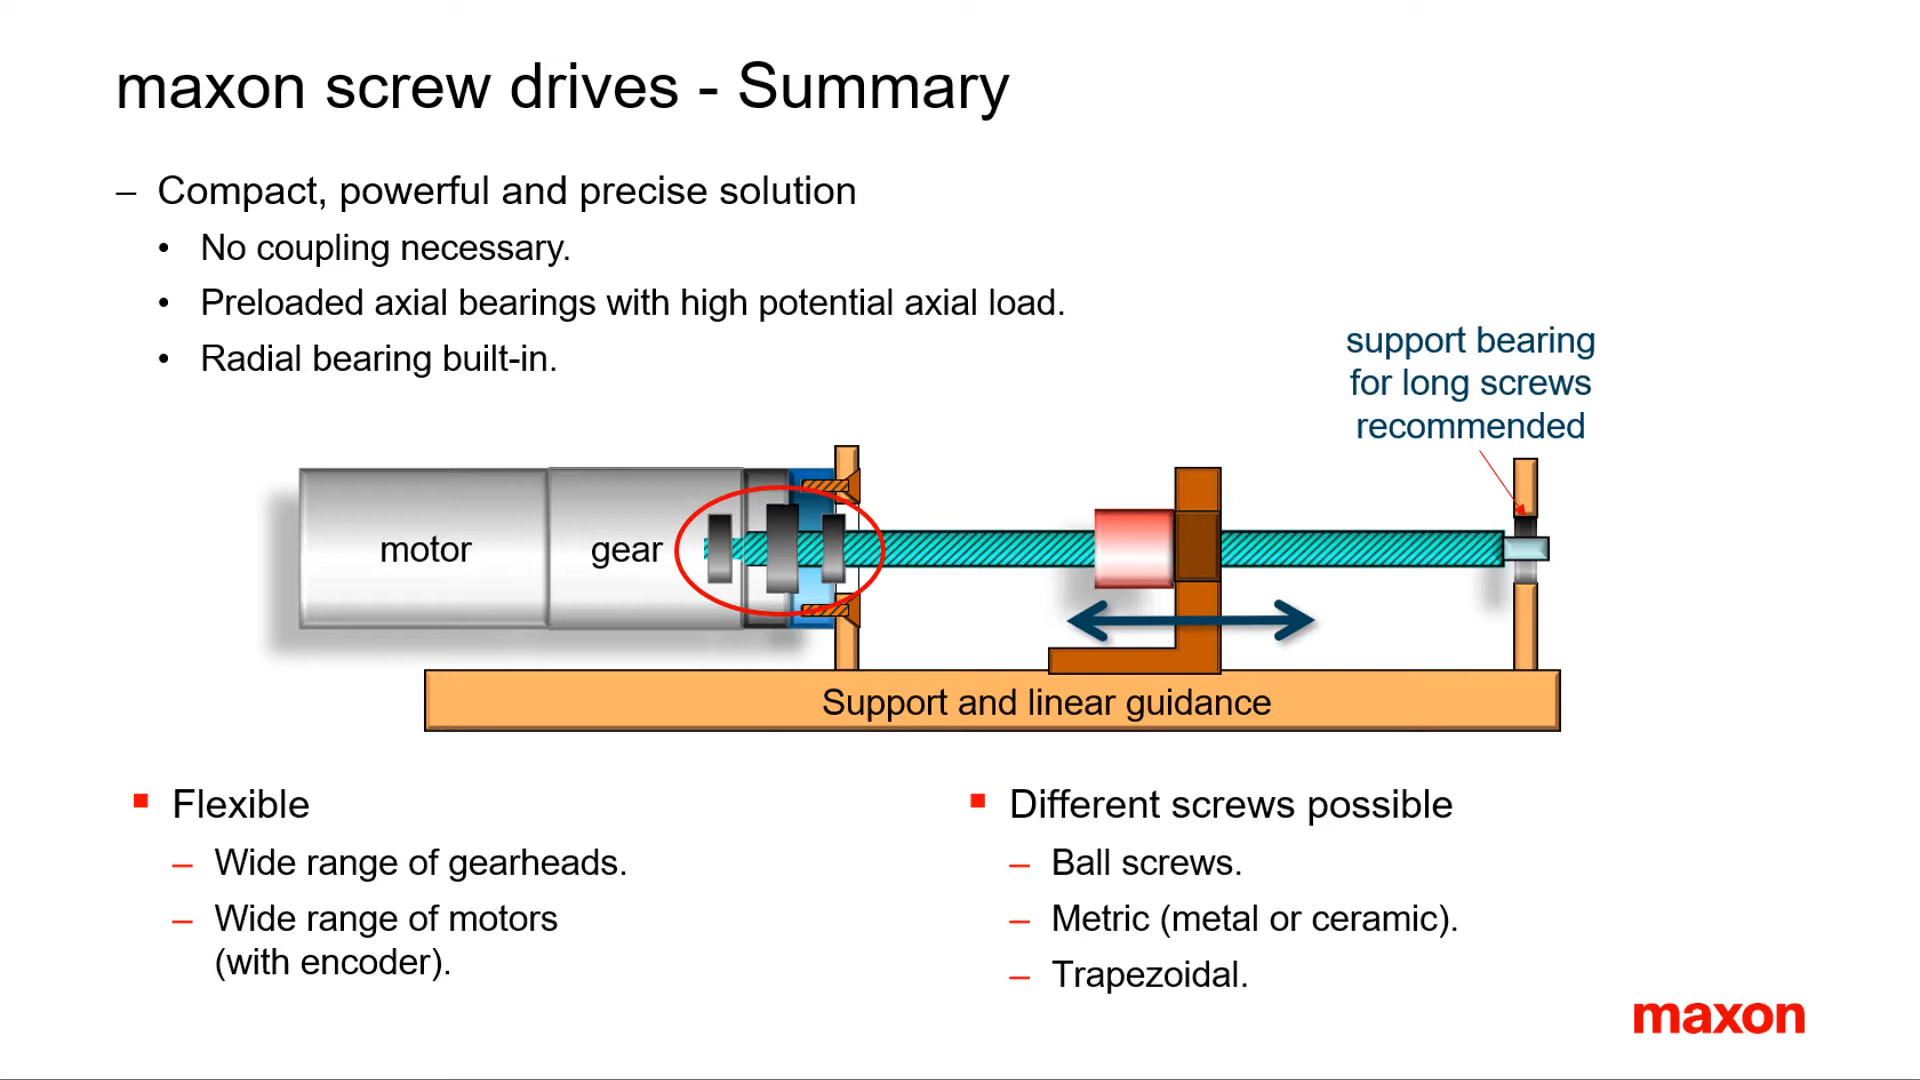 maxon screw drives - Summary
– Compact, powerful and precise solution
• No coupling necessary.
• Preloaded axial bearings with high potential axial load.
• Radial bearing built-in.
support bearing
for long screws
recommended
motor
gear
Support and linear guidance
Flexible
– Wide range of gearheads.
– Wide range of motors
(with encoder).
Different screws possible
– Ball screws.
– Metric (metal or ceramic).
– Trapezoidal.
maxon